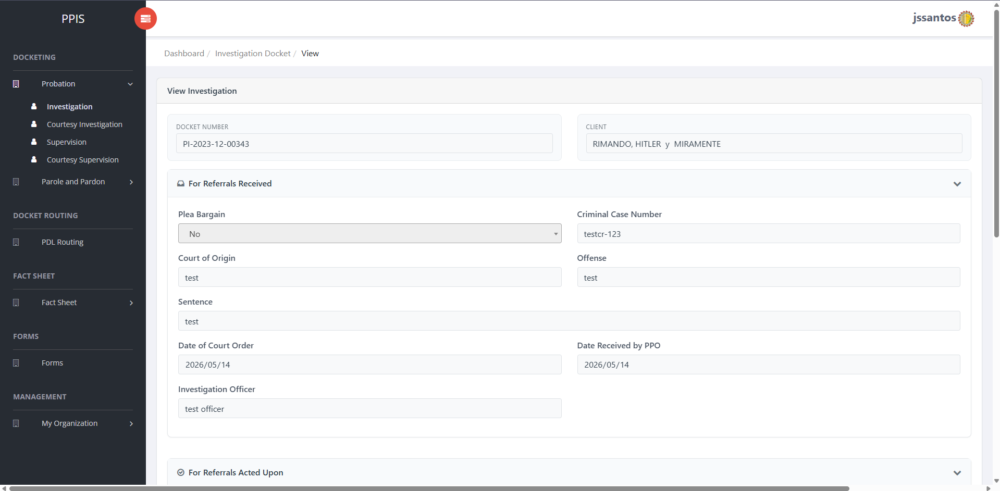 PPIS
jssantos
DOCKETING
Probation
Investigation
Courtesy Investigation
Supervision
Courtesy Supervision
Parole and Pardon
DOCKET ROUTING
PDL Routing
FACT SHEET
Fact Sheet
FORMS
Forms
MANAGEMENT
My Organization
Dashboard / Investigation Docket / View
View Investigation
DOCKET NUMBER
PI-2023-12-00343
CLIENT
RIMANDO, HITLER y MIRAMENTE
For Referrals Received
Plea Bargain
No
Criminal Case Number
testcr-123
Court of Origin
test
Offense
test
Sentence
test
Date of Court Order
2026/05/14
Date Received by PPO
2026/05/14
Investigation Officer
test officer
For Referrals Acted Upon